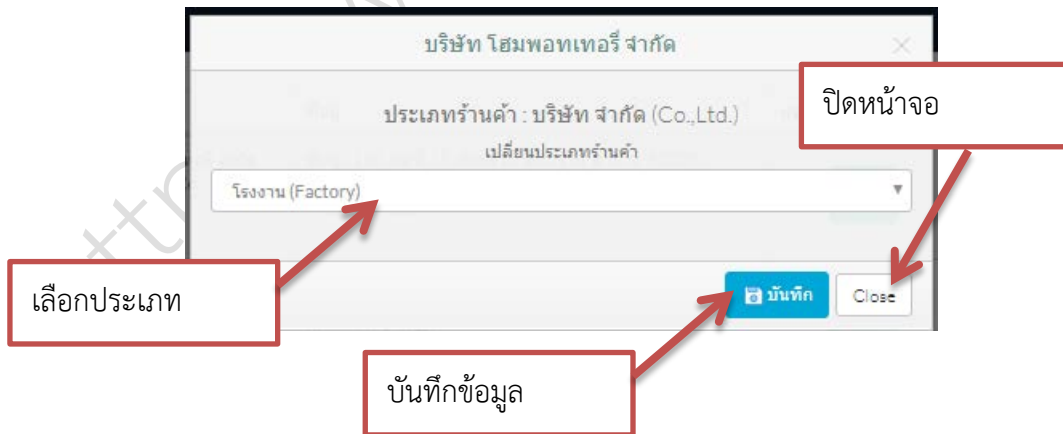 บริษัท โฮมพอทเทอรี่ จำกัด
ปิดหน้าจอ
ประเภทร้านค้า : บริษัท จำกัด (Co.,Ltd.)
เปลี่ยนประเภทร้านค้า
โรงงาน (Factory)
เลือกประเภท
บันทึก
Close
บันทึกข้อมูล